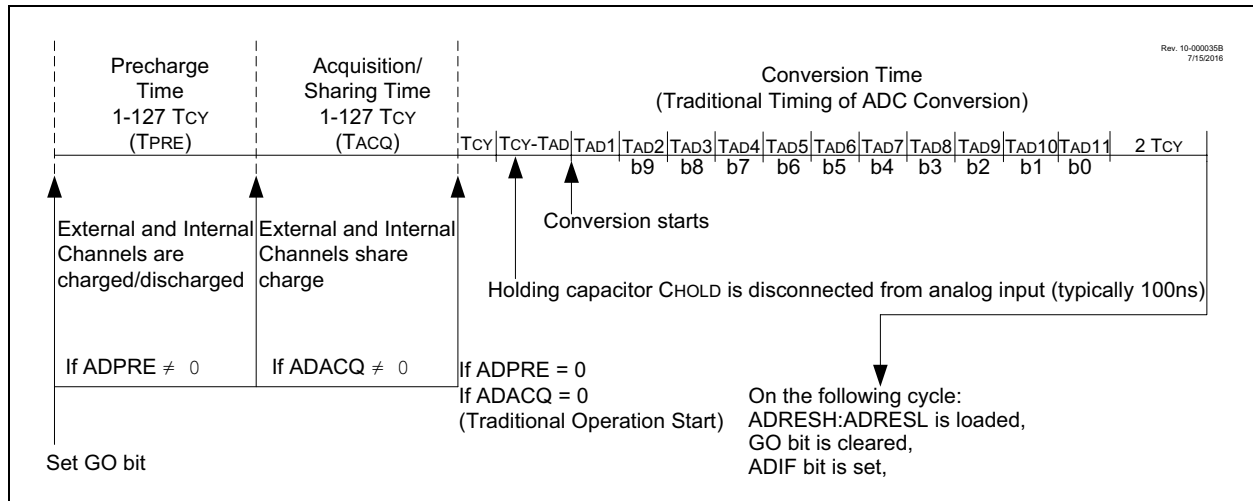 Rev. 10-000035B
7/15/2016
Precharge
Time
1-127 TCY
(TPRE)
Acquisition/
Sharing Time
1-127 TCY
(TACQ)
Conversion Time
(Traditional Timing of ADC Conversion)
TCY TCY-TAD TAD1 TAD2 TAD3 TAD4 TAD5 TAD6 TAD7 TAD8 TAD9 TAD10 TAD11 2 TCY
b9 b8 b7 b6 b5 b4 b3 b2 b1 b0
External and Internal
Channels are
charged/discharged
External and Internal
Channels share
charge
Conversion starts
Holding capacitor CHOLD is disconnected from analog input (typically 100ns)
If ADPRE ≠ 0
If ADACQ ≠ 0
If ADPRE = 0
If ADACQ = 0
(Traditional Operation Start)
On the following cycle:
ADRESH:ADRESL is loaded,
GO bit is cleared,
ADIF bit is set,
Set GO bit